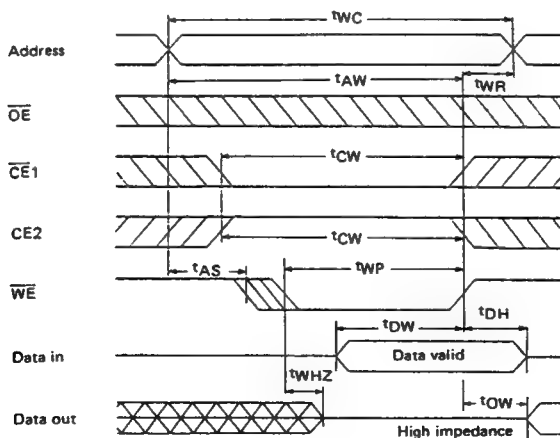 tWC
Address
tAW
tWR
OE
tCW
CE1
CE2
tCW
tAS
tWP
WE
tDW
tDH
Data in
Data valid
tWHZ
tOW
Data out
High impedance